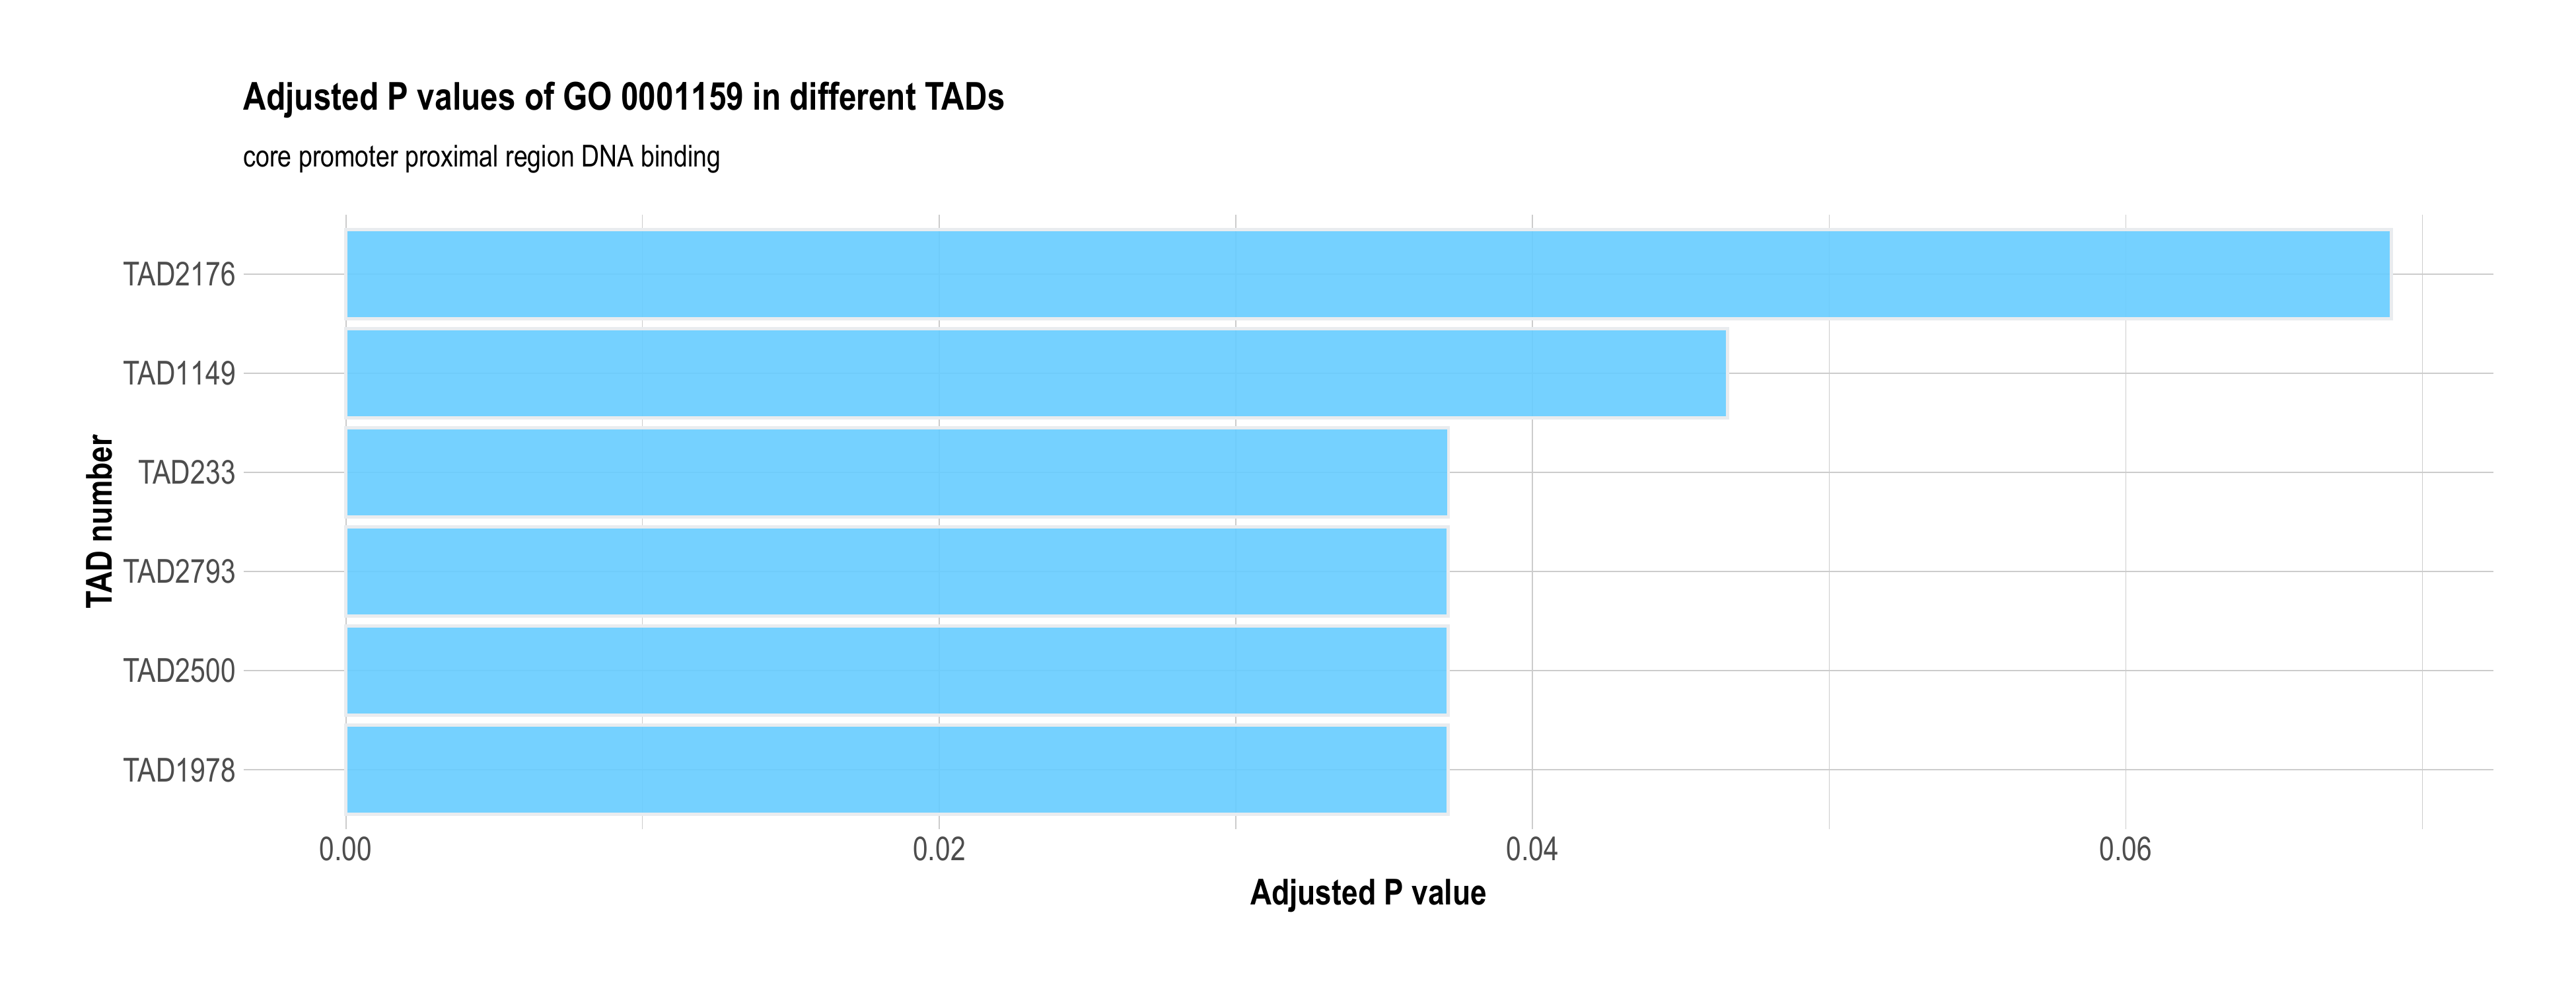 Adjusted P values of GO 0001159 in different TADs
core promoter proximal region DNA binding
TAD number
TAD2176
TAD1149
TAD233
TAD2793
TAD2500
TAD1978
0.00 0.02 0.04 0.06
Adjusted P value